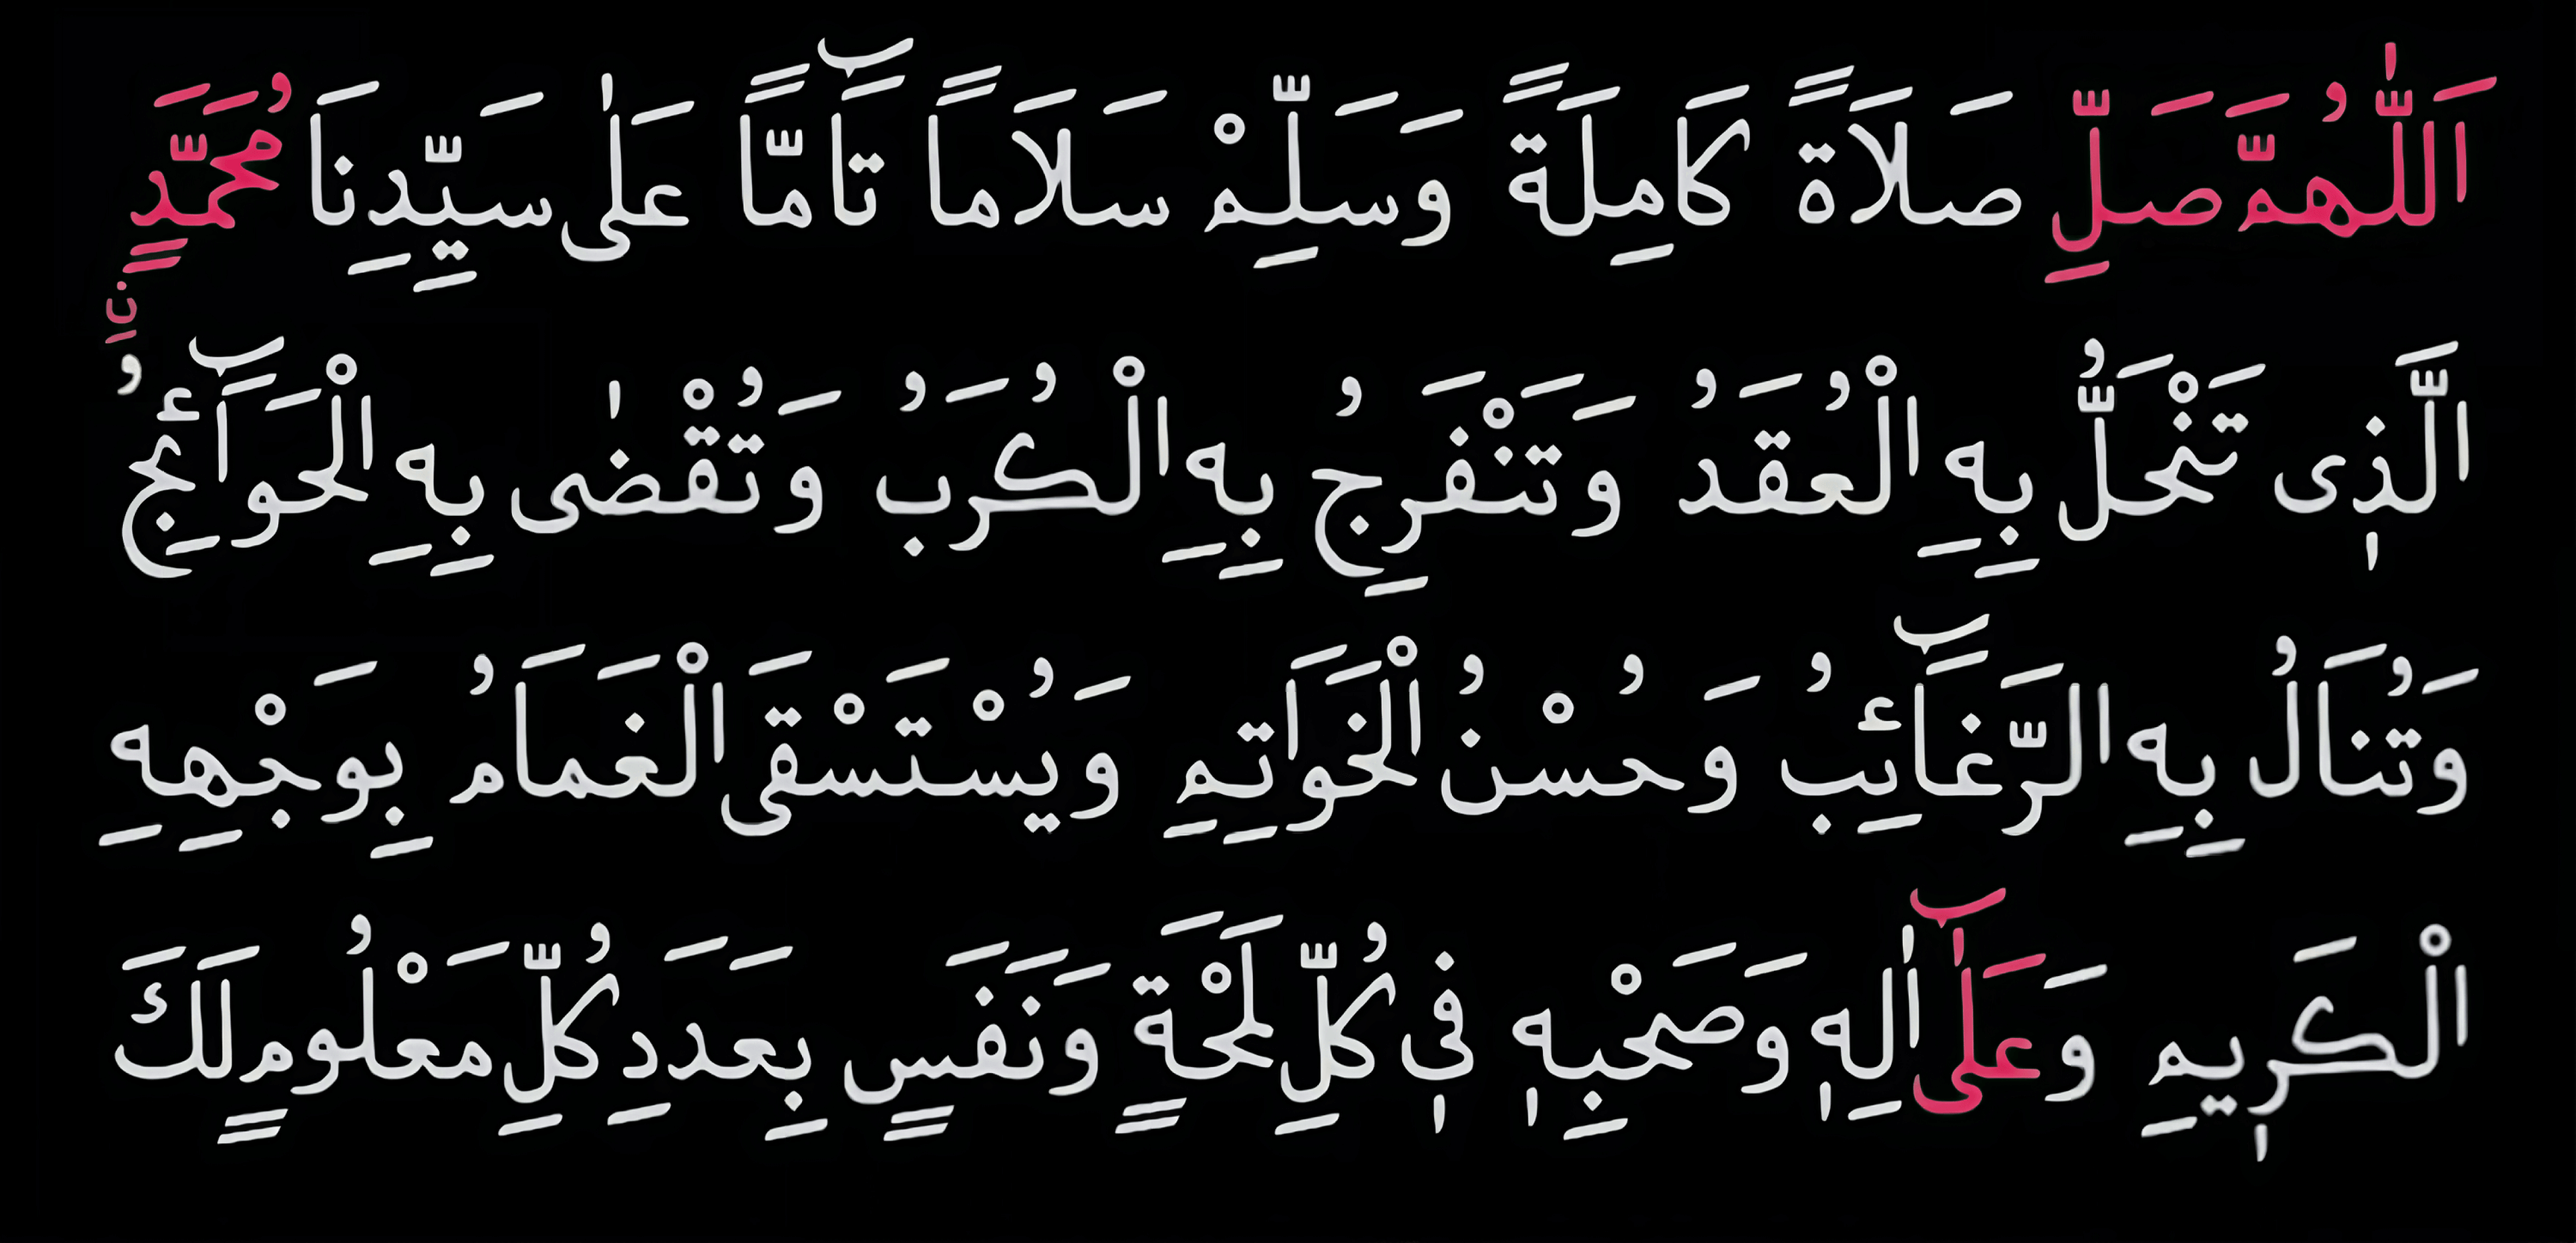 اَللّٰهُمَّ صَلِّ صَلَاةً كَامِلَةً وَسَلِّمْ سَلَامًا تَآمًّا عَلٰى سَيِّدِنَا مُحَمَّدٍ نِ
الَّذِٖى تَنْحَلُّ بِهِ الْعُقَدُ وَتَنْفَرِجُ بِهِ الْكُرَبُ وَتُقْضٰى بِهِ الْحَوَآئِجُ
وَتُنَالُ بِهِ الرَّغَآئِبُ وَحُسْنُ الْخَوَاتِمِ وَيُسْتَسْقَى الْغَمَامُ بِوَجْهِهِ
الْكَرٖيمِ وَعَلٰٓى اٰلِهٖ وَصَحْبِهٖ فٖى كُلِّ لَمْحَةٍ وَنَفَسٍ بِعَدَدِ كُلِّ مَعْلُومٍ لَكَ